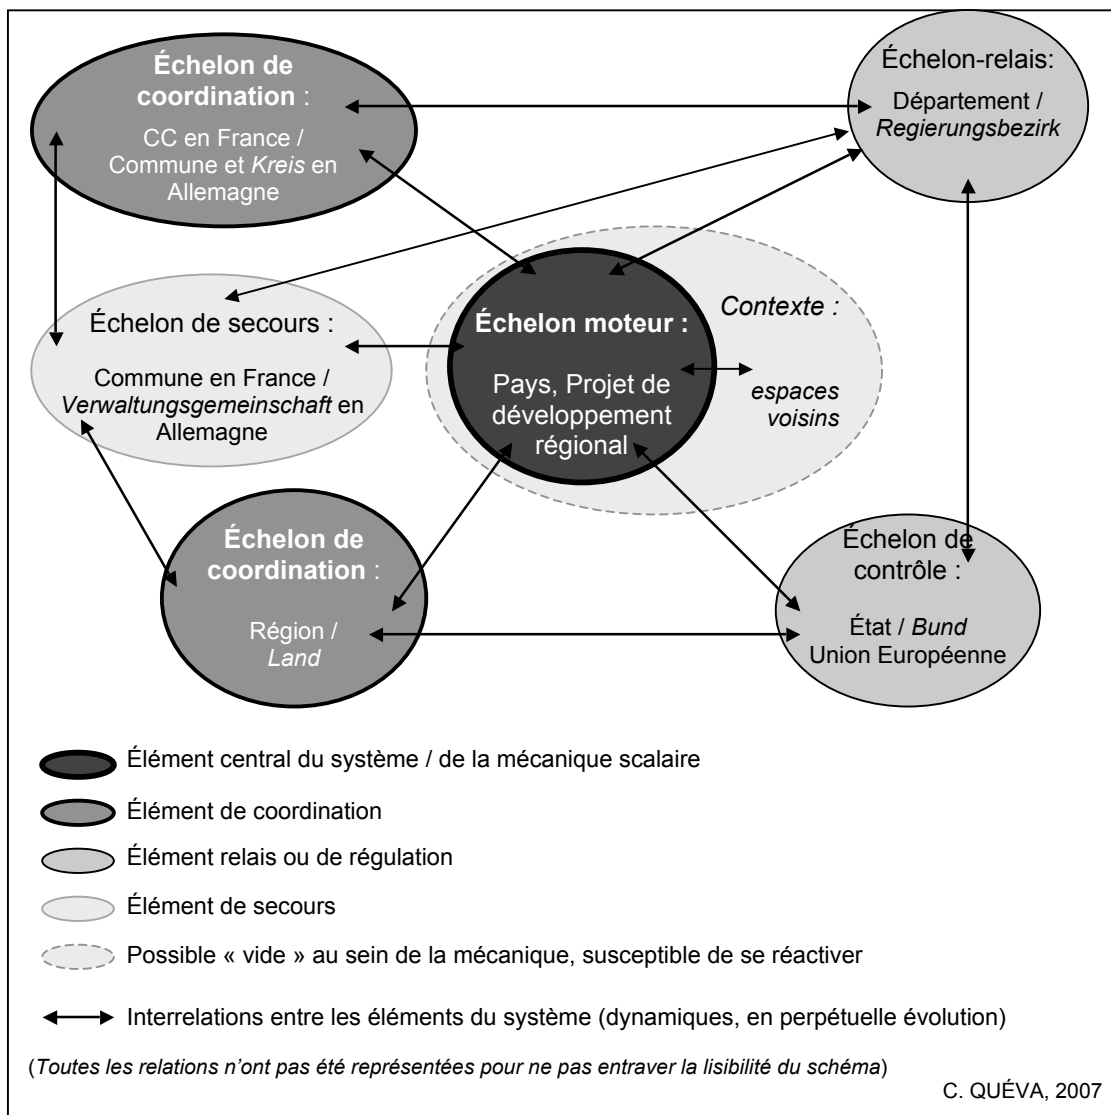 Échelon de
coordination :
CC en France /
Commune et Kreis en
Allemagne
Échelon-relais:
Département /
Regierungsbezirk
Échelon de secours :
Commune en France /
Verwaltungsgemeinschaft en
Allemagne
Échelon moteur :
Pays, Projet de
développement
régional
Contexte :
espaces
voisins
Échelon de
coordination :
Région /
Land
Échelon de
contrôle :
État / Bund
Union Européenne
Élément central du système / de la mécanique scalaire
Élément de coordination
Élément relais ou de régulation
Élément de secours
Possible « vide » au sein de la mécanique, susceptible de se réactiver
Interrelations entre les éléments du système (dynamiques, en perpétuelle évolution)
(Toutes les relations n’ont pas été représentées pour ne pas entraver la lisibilité du schéma)
C. QUÉVA, 2007